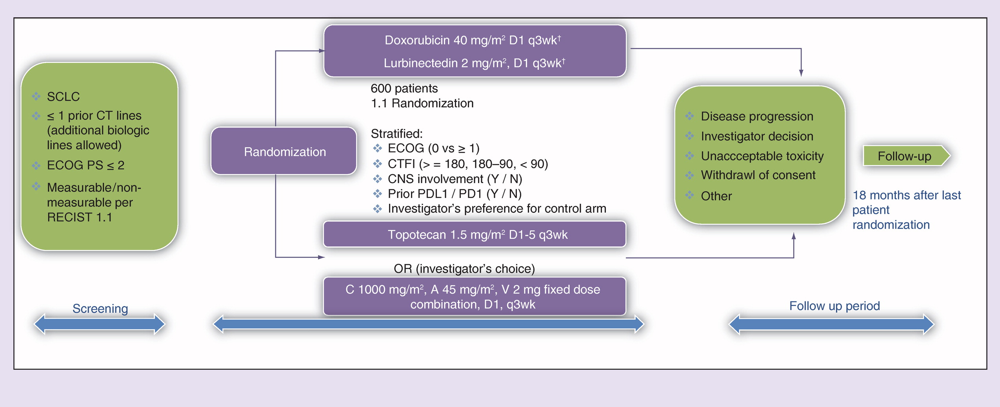 SCLC
≤ 1 prior CT lines
(additional biologic
lines allowed)
ECOG PS ≤ 2
Measurable/non-
measurable per
RECIST 1.1
Screening
Randomization
Doxorubicin 40 mg/m² D1 q3wk†
Lurbinectedin 2 mg/m², D1 q3wk†
600 patients
1.1 Randomization
Stratified:
ECOG (0 vs ≥ 1)
CTFI (> = 180, 180–90, < 90)
CNS involvement (Y / N)
Prior PDL1 / PD1 (Y / N)
Investigator’s preference for control arm
Topotecan 1.5 mg/m² D1-5 q3wk
OR (investigator’s choice)
C 1000 mg/m², A 45 mg/m², V 2 mg fixed dose
combination, D1, q3wk
Disease progression
Investigator decision
Unaccceptable toxicity
Withdrawl of consent
Other
Follow-up
18 months after last
patient
randomization
Follow up period